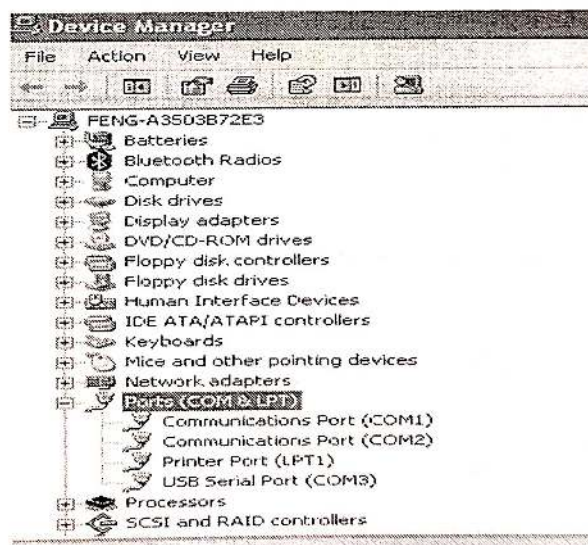 Device Manager
File Action View Help
FENG-A3503B72E3
Batteries
Bluetooth Radios
Computer
Disk drives
Display adapters
DVD/CD-ROM drives
Floppy disk controllers
Floppy disk drives
Human Interface Devices
IDE ATA/ATAPI controllers
Keyboards
Mice and other pointing devices
Network adapters
Ports (COM & LPT)
Communications Port (COM1)
Communications Port (COM2)
Printer Port (LPT1)
USB Serial Port (COM3)
Processors
SCSI and RAID controllers